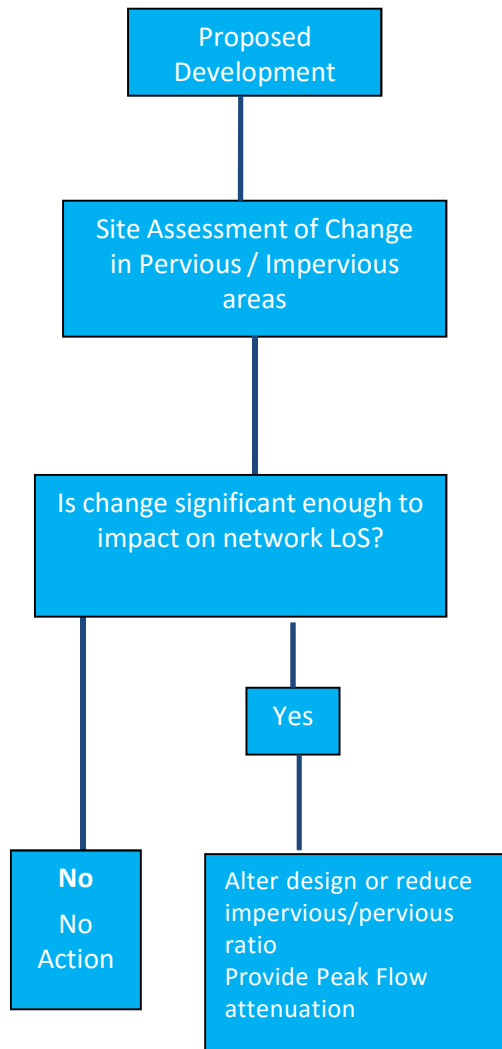 Proposed
Development
Site Assessment of Change
in Pervious / Impervious
areas
Is change significant enough to
impact on network LoS?
Yes
No
No
Action
Alter design or reduce
impervious/pervious
ratio
Provide Peak Flow
attenuation